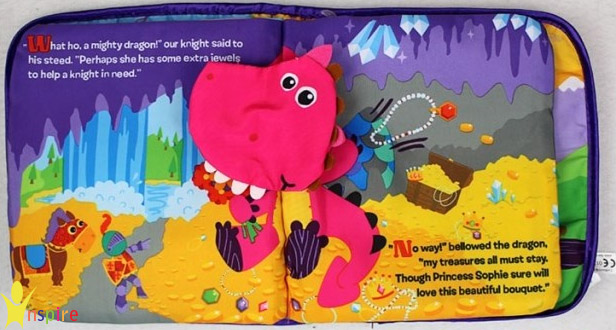 "What ho, a mighty dragon!" our knight said to
his steed. "Perhaps she has some extra jewels
to help a knight in need."
"No way!" bellowed the dragon,
"my treasures all must stay.
Though Princess Sophie sure will
love this beautiful bouquet."
nspire